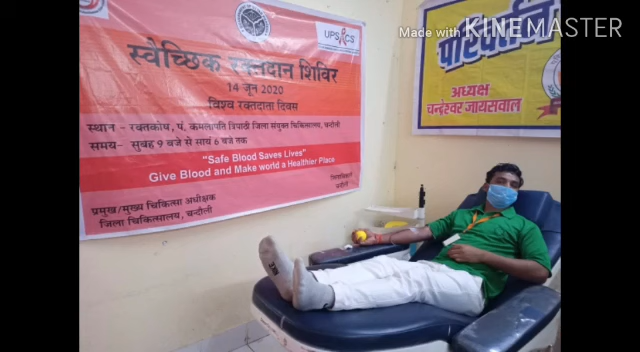 Made with KINEMASTER
UPSACS
स्वैच्छिक रक्तदान शिविर
14 जून 2020
विश्व रक्तदाता दिवस
स्थान - रक्तकोष, पं. कमलापति त्रिपाठी जिला संयुक्त चिकित्सालय, चन्दौली
समय- सुबह 9 बजे से सायं 6 बजे तक
"Safe Blood Saves Lives"
Give Blood and Make world a Healthier Place
चन्दौली
प्रमुख/मुख्य चिकित्सा अधीक्षक
जिला चिकित्सालय, चन्दौली
अध्यक्ष
चन्द्रेश्वर जायसवाल